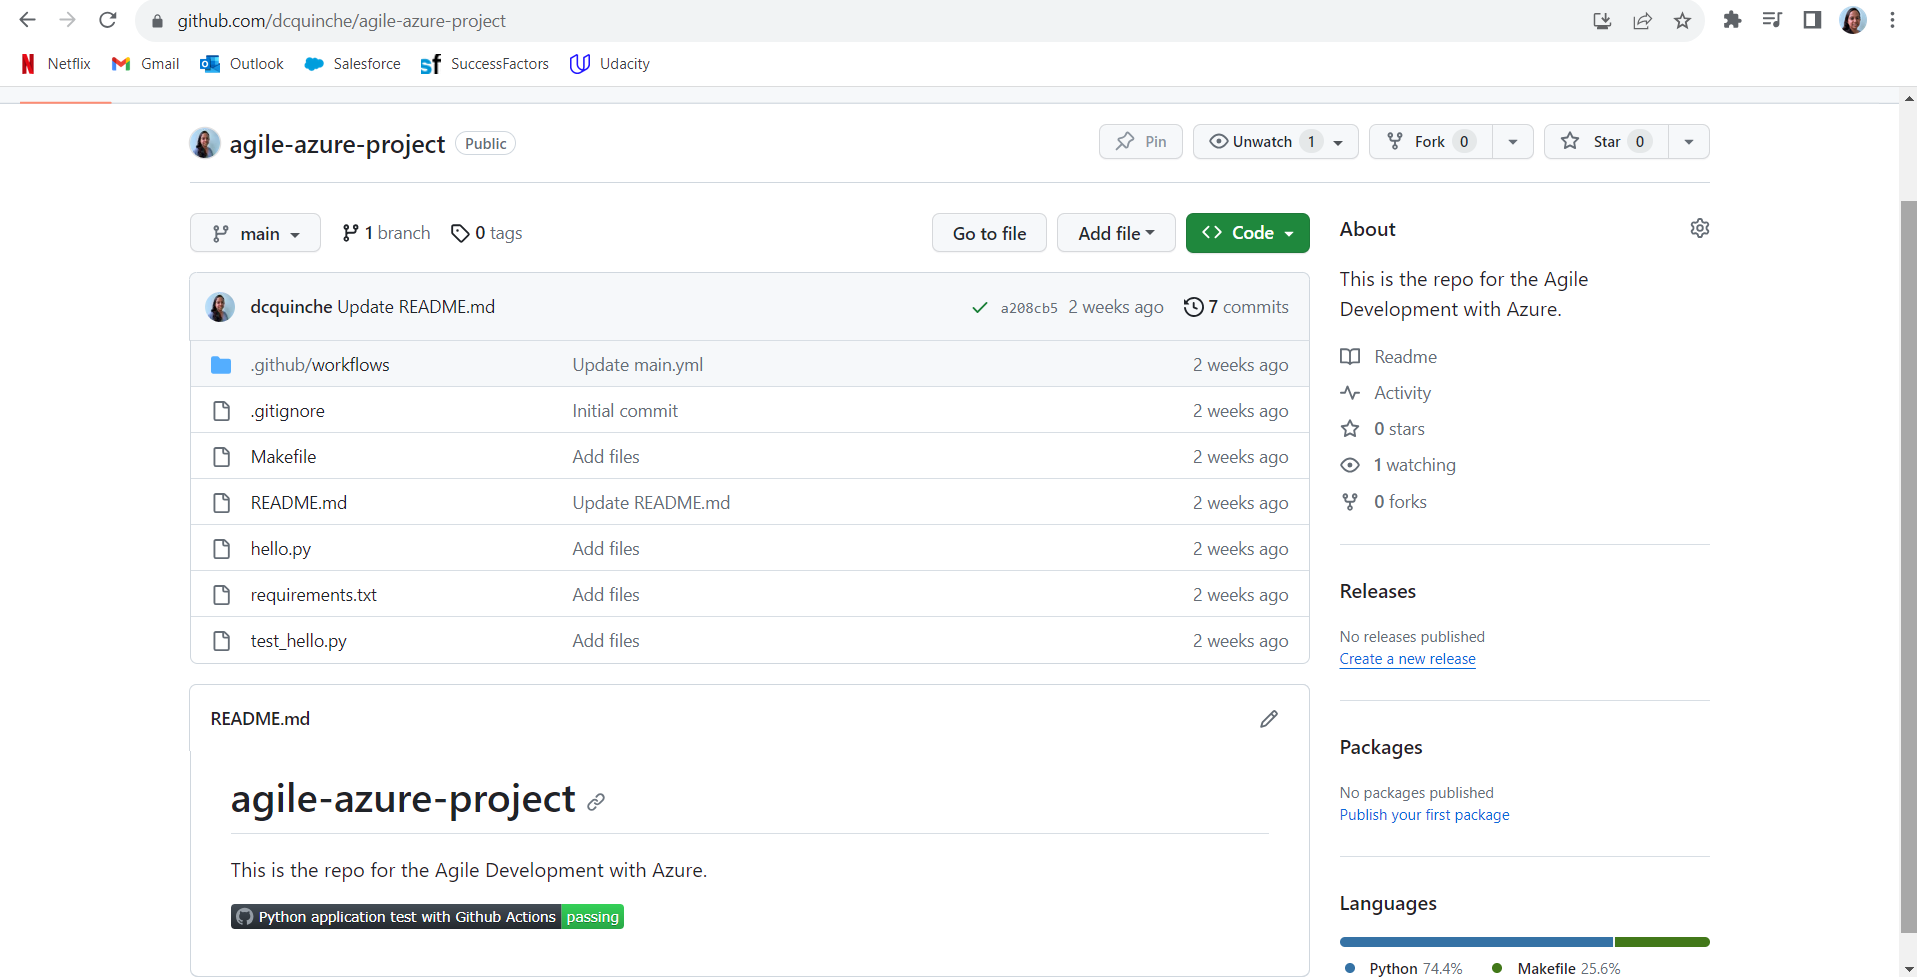 github.com/dcquinche/agile-azure-project
Netflix Gmail Outlook Salesforce SuccessFactors Udacity
agile-azure-project Public Pin Unwatch 1 Fork 0 Star 0
main 1 branch 0 tags Go to file Add file Code
dcquinche Update README.md a208cb5 2 weeks ago 7 commits
.github/workflows Update main.yml 2 weeks ago
.gitignore Initial commit 2 weeks ago
Makefile Add files 2 weeks ago
README.md Update README.md 2 weeks ago
hello.py Add files 2 weeks ago
requirements.txt Add files 2 weeks ago
test_hello.py Add files 2 weeks ago
README.md
agile-azure-project
This is the repo for the Agile Development with Azure.
Python application test with Github Actions passing
About
This is the repo for the Agile
Development with Azure.
Readme
Activity
0 stars
1 watching
0 forks
Releases
No releases published
Create a new release
Packages
No packages published
Publish your first package
Languages
Python 74.4% Makefile 25.6%